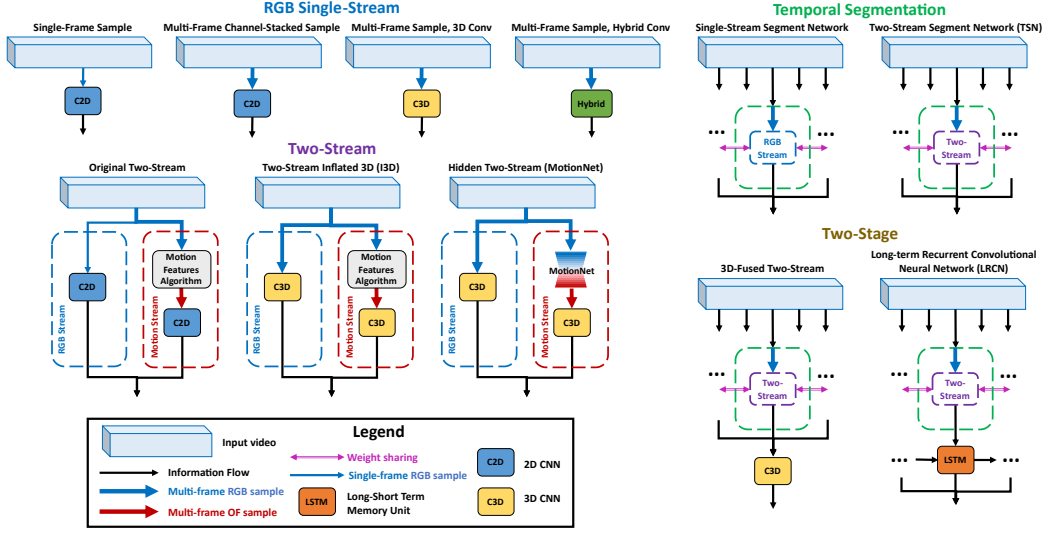 RGB Single-Stream
Single-Frame Sample
Multi-Frame Channel-Stacked Sample
Multi-Frame Sample, 3D Conv
Multi-Frame Sample, Hybrid Conv
C2D
C2D
C3D
Hybrid
Two-Stream
Original Two-Stream
Two-Stream Inflated 3D (I3D)
Hidden Two-Stream (MotionNet)
RGB Stream
C2D
Motion Stream
Motion
Features
Algorithm
C2D
RGB Stream
C3D
Motion Stream
Motion
Features
Algorithm
C3D
RGB Stream
C3D
Motion Stream
MotionNet
C3D
Temporal Segmentation
Single-Stream Segment Network
Two-Stream Segment Network (TSN)
...
RGB
Stream
...
...
Two-
Stream
...
Two-Stage
3D-Fused Two-Stream
Long-term Recurrent Convolutional
Neural Network (LRCN)
...
Two-
Stream
...
C3D
...
Two-
Stream
...
...
LSTM
...
Legend
Input video
Information Flow
Multi-frame RGB sample
Multi-frame OF sample
Weight sharing
Single-frame RGB sample
LSTM
Long-Short Term
Memory Unit
C2D
2D CNN
C3D
3D CNN